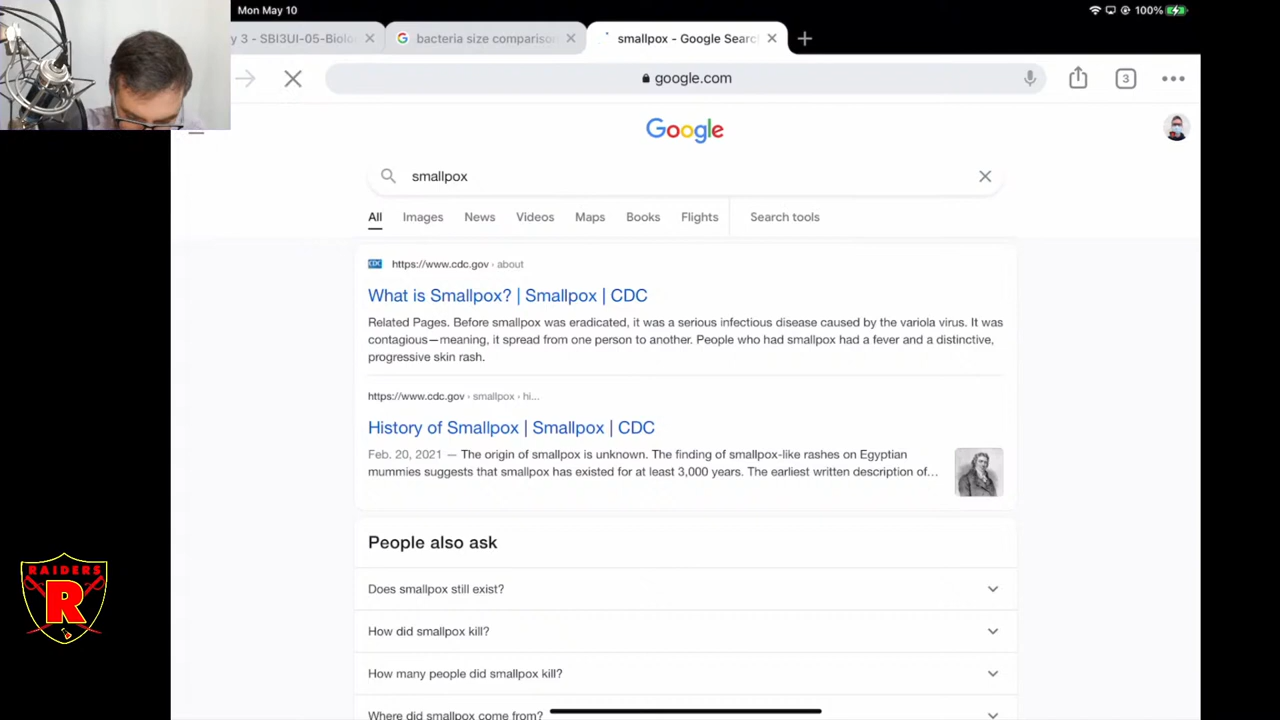 Mon May 10
100%
y 3 - SBI3UI-05-Biolo
bacteria size comparison
smallpox - Google Searc
google.com
3
Google
smallpox
All Images News Videos Maps Books Flights Search tools
CDC https://www.cdc.gov › about
What is Smallpox? | Smallpox | CDC
Related Pages. Before smallpox was eradicated, it was a serious infectious disease caused by the variola virus. It was
contagious—meaning, it spread from one person to another. People who had smallpox had a fever and a distinctive,
progressive skin rash.
https://www.cdc.gov › smallpox › hi...
History of Smallpox | Smallpox | CDC
Feb. 20, 2021 — The origin of smallpox is unknown. The finding of smallpox-like rashes on Egyptian
mummies suggests that smallpox has existed for at least 3,000 years. The earliest written description of...
People also ask
Does smallpox still exist?
How did smallpox kill?
How many people did smallpox kill?
Where did smallpox come from?
RAIDERS
R